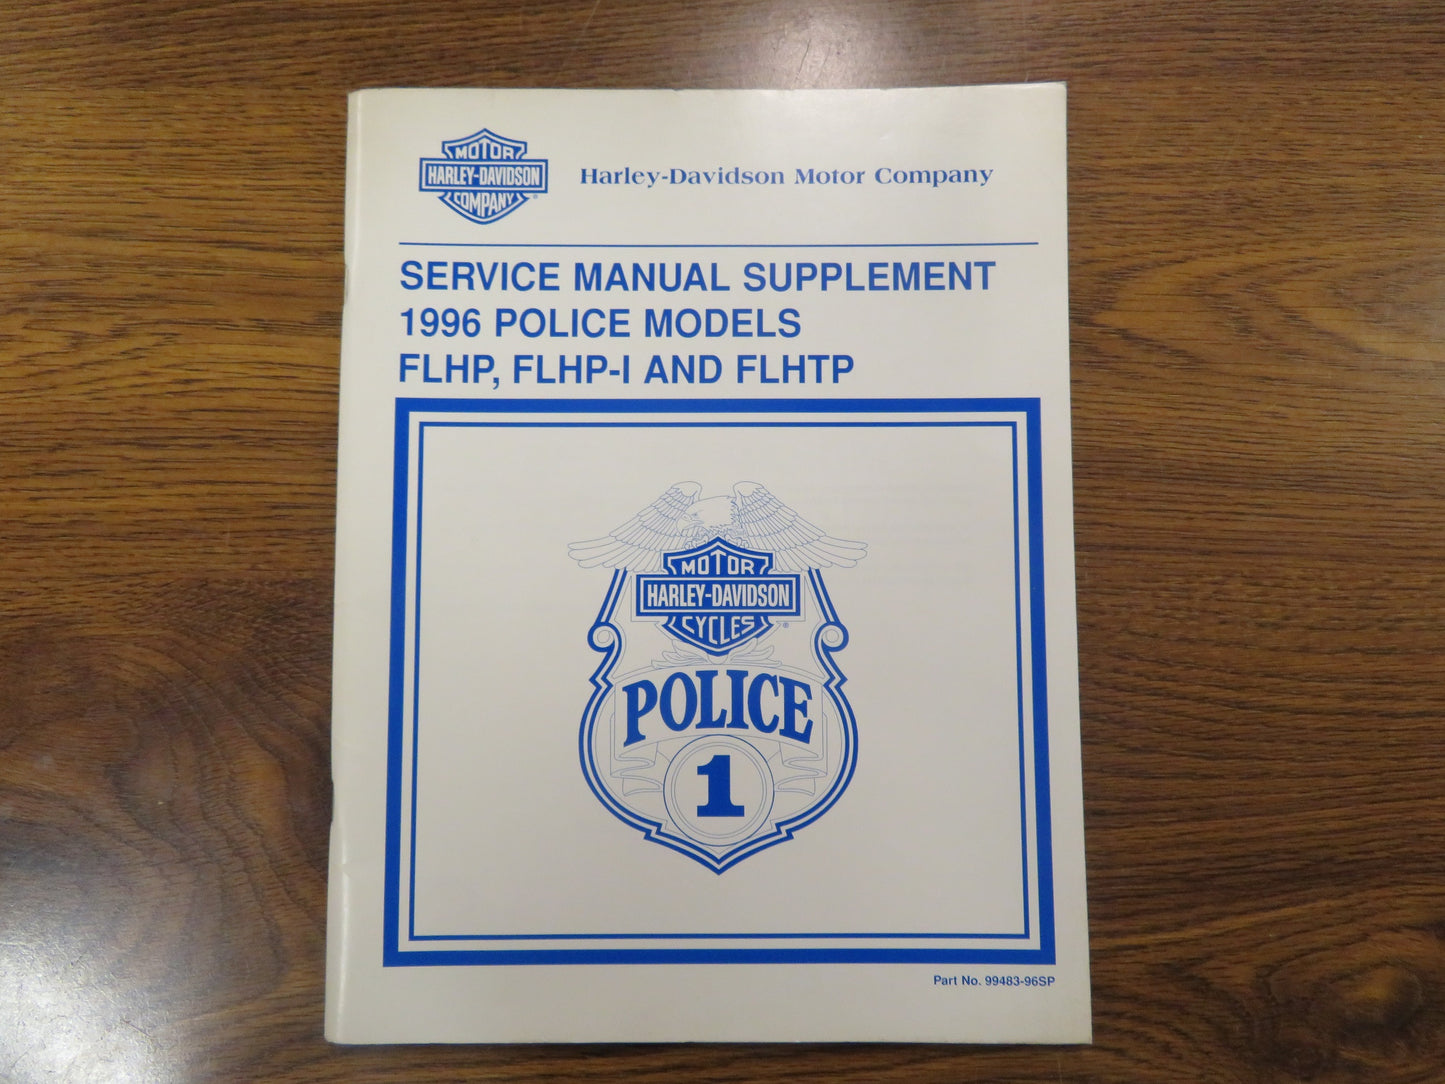 MOTOR
HARLEY-DAVIDSON
COMPANY
®
Harley-Davidson Motor Company
SERVICE MANUAL SUPPLEMENT
1996 POLICE MODELS
FLHP, FLHP-I AND FLHTP
MOTOR
HARLEY-DAVIDSON
CYCLES
®
POLICE
1
Part No. 99483-96SP